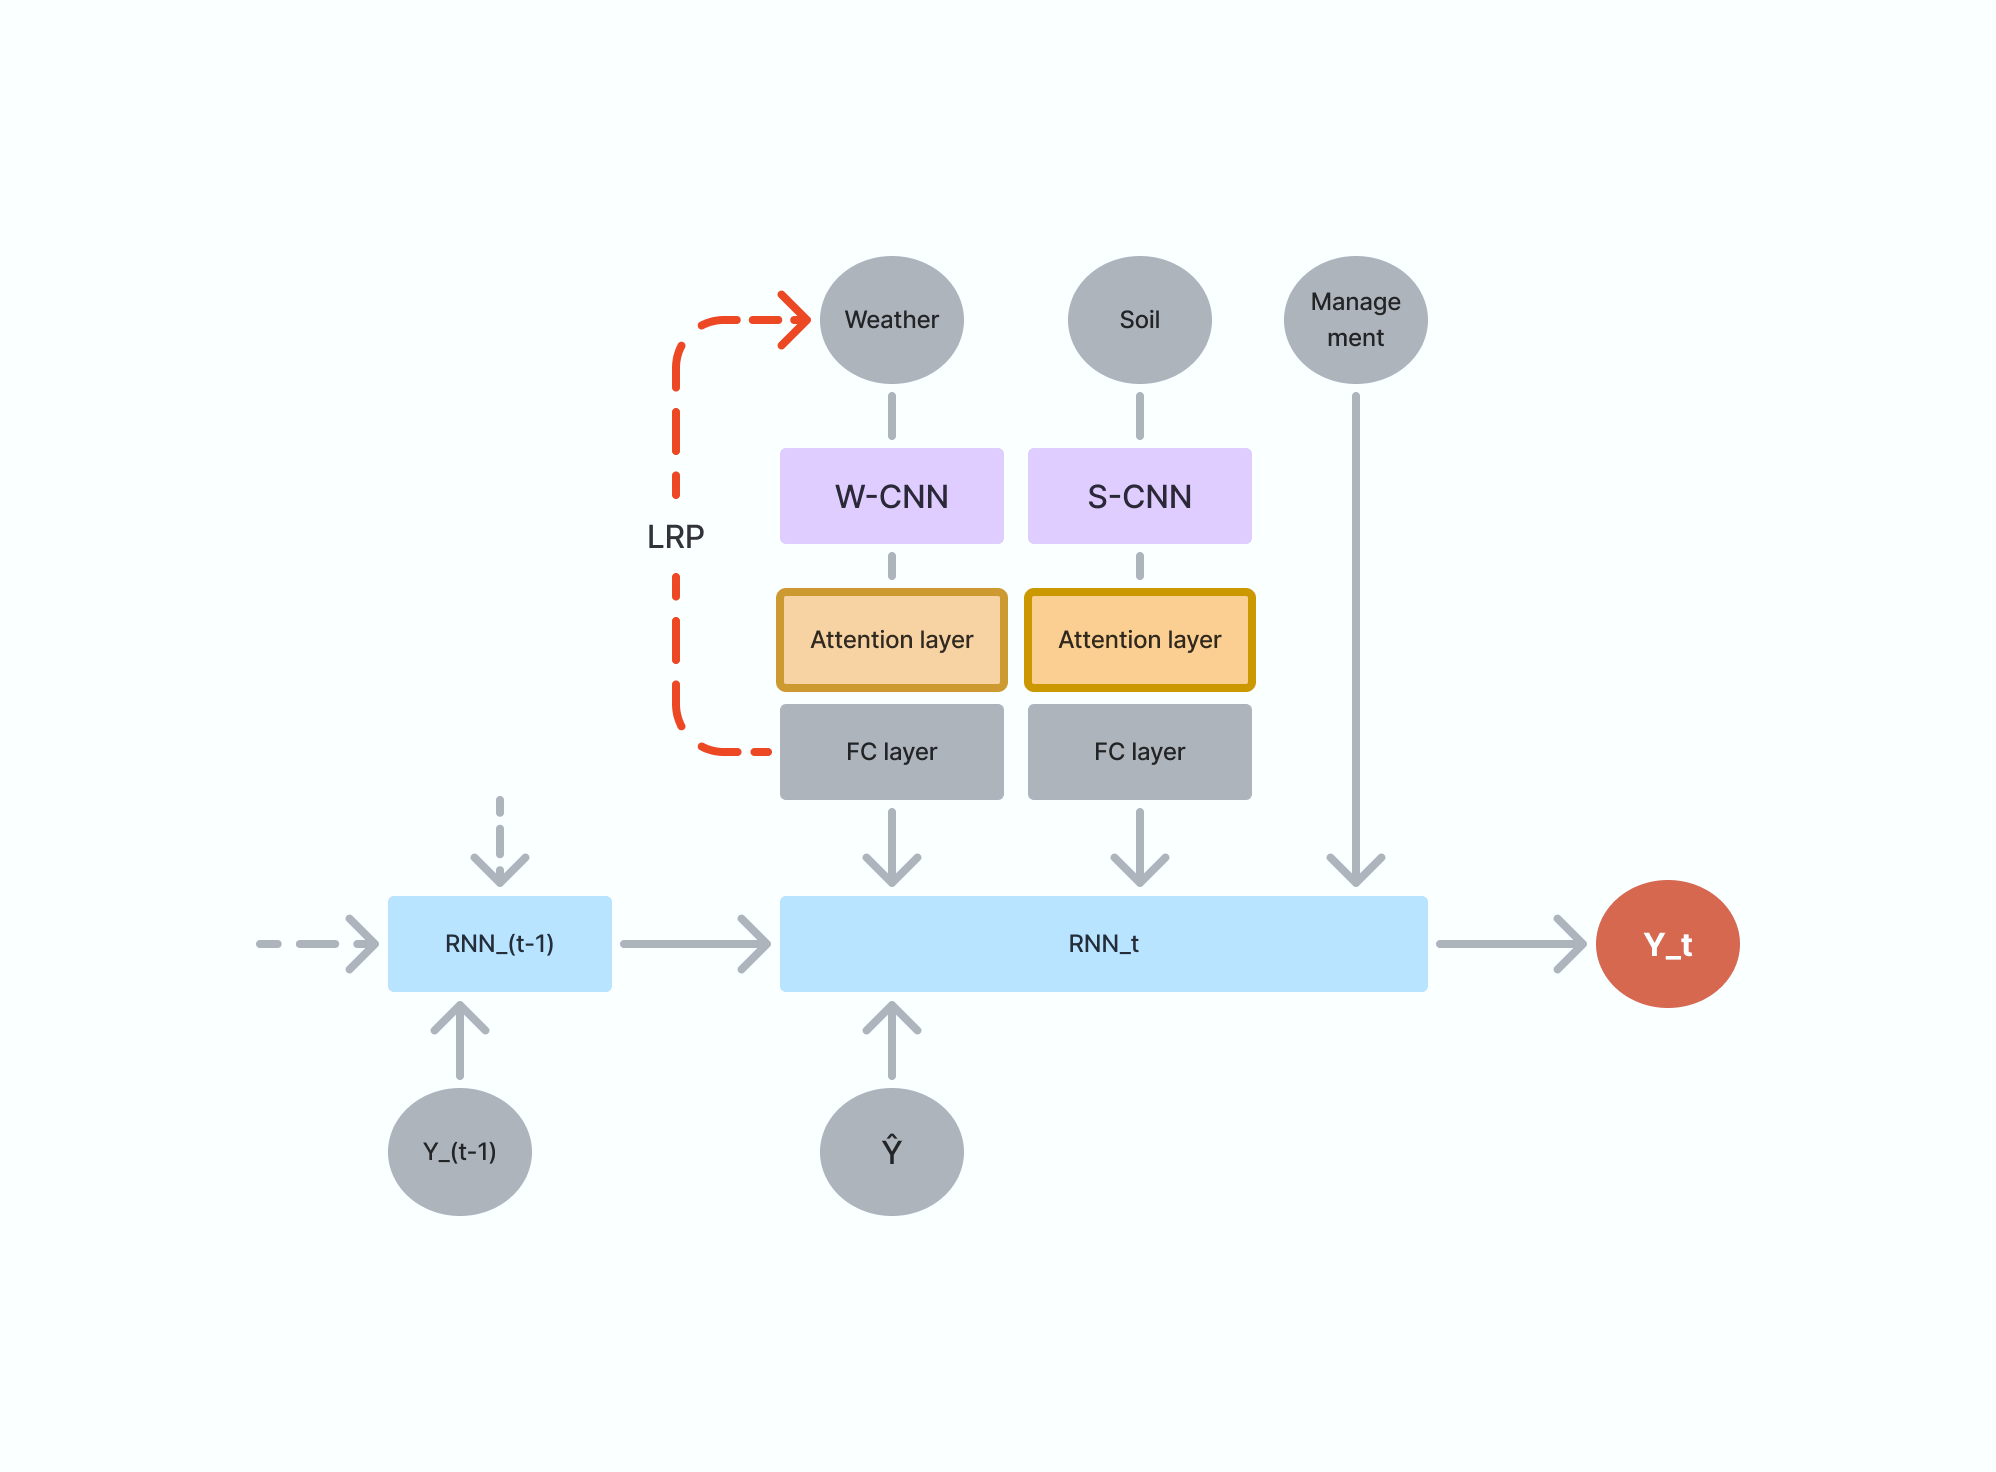 Weather
Soil
Manage
ment
W-CNN
S-CNN
LRP
Attention layer
Attention layer
FC layer
FC layer
RNN_(t-1)
RNN_t
Y_t
Y_(t-1)
Ŷ